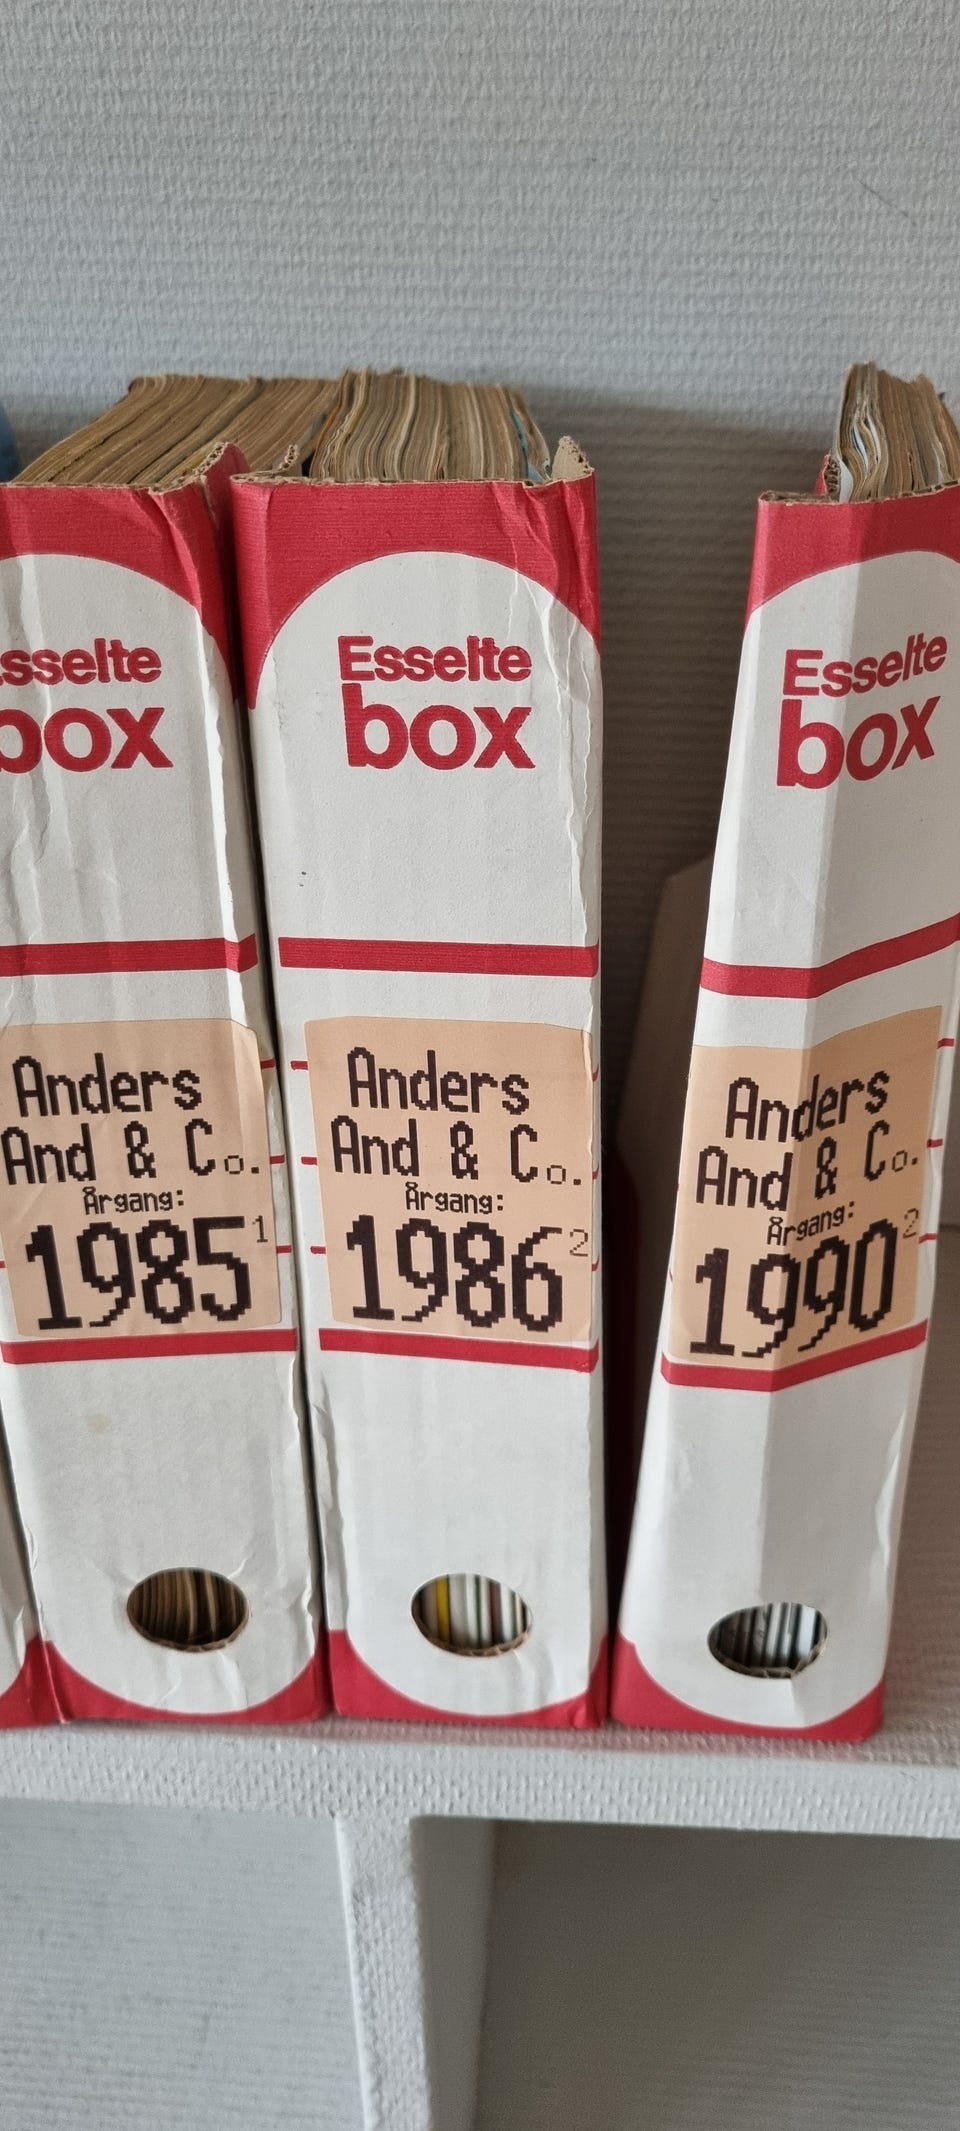 Esselte
box
Anders
And & Co.
Årgang:
1985 1
Esselte
box
Anders
And & Co.
Årgang:
1986 2
Esselte
box
Anders
And & Co.
Årgang:
1990 2